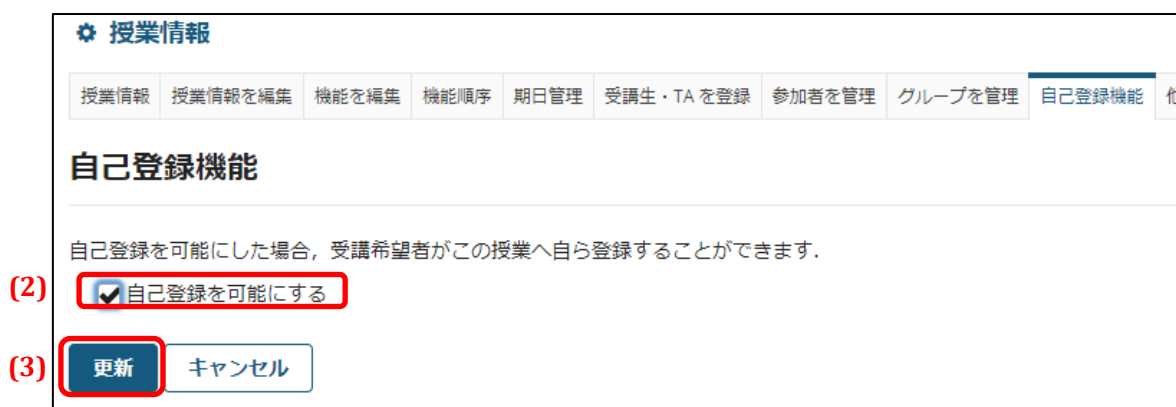 授業情報
授業情報 授業情報を編集 機能を編集 機能順序 期日管理 受講生・TAを登録 参加者を管理 グループを管理 自己登録機能
自己登録機能
自己登録を可能にした場合，受講希望者がこの授業へ自ら登録することができます．
(2) 自己登録を可能にする
(3) 更新 キャンセル